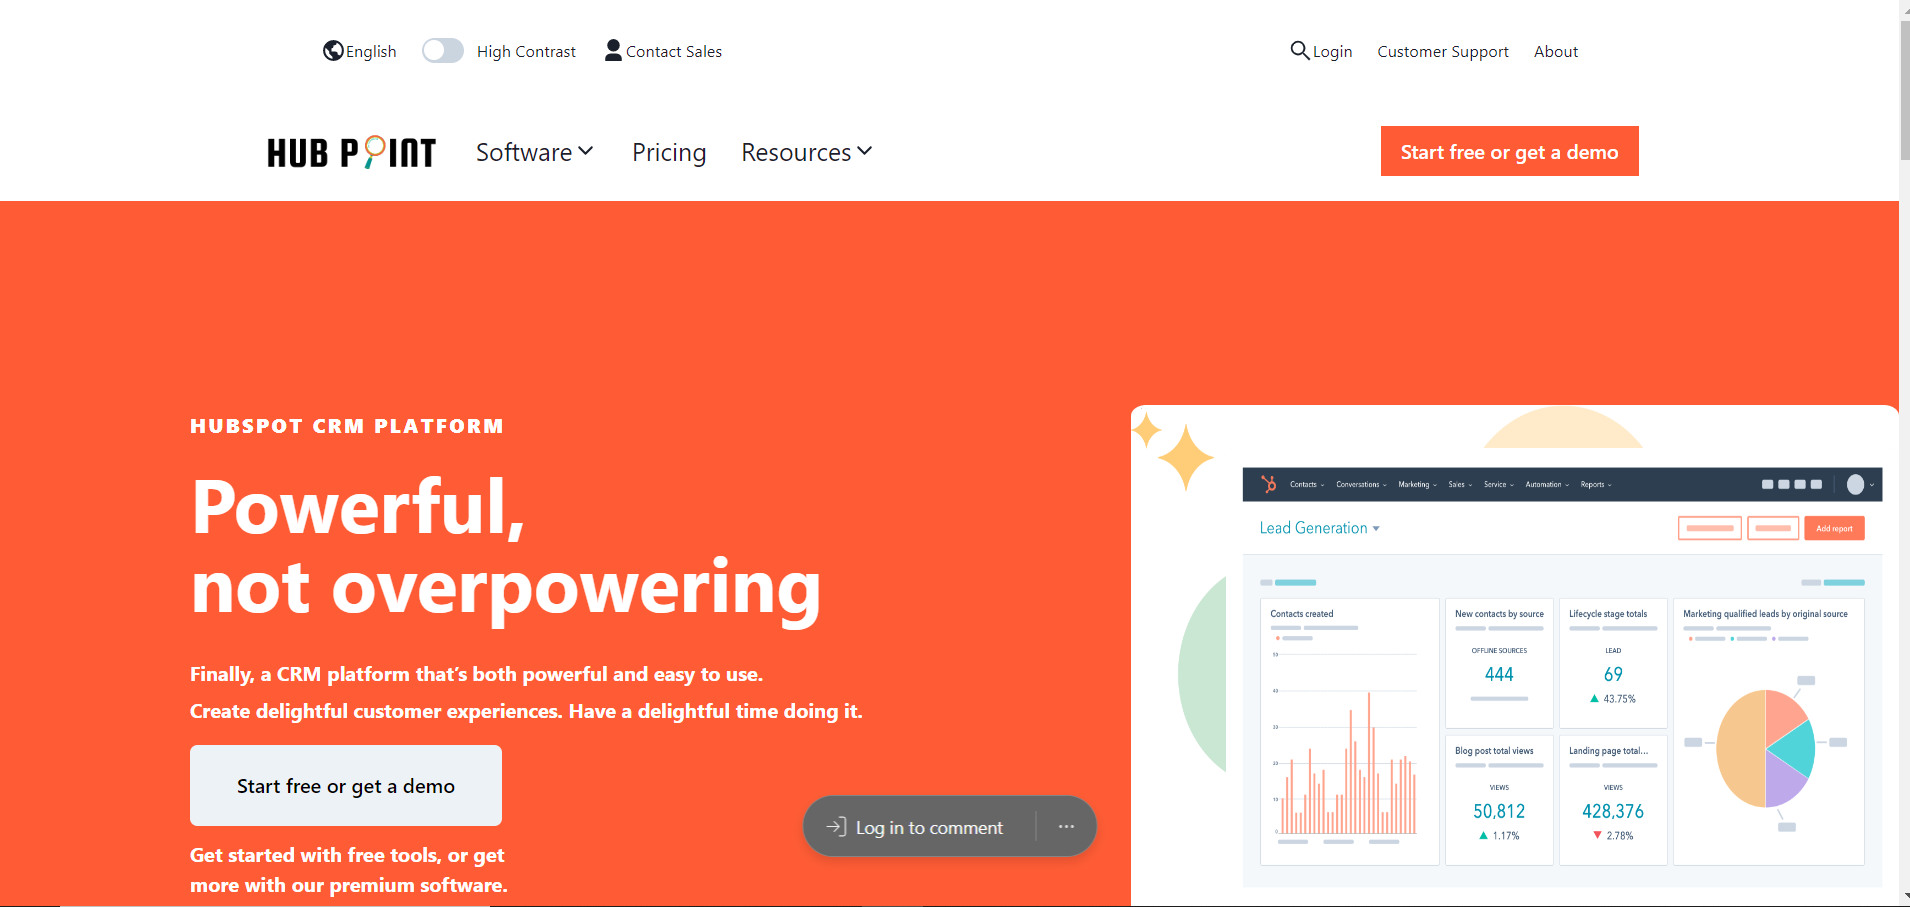 English High Contrast Contact Sales Login Customer Support About
HUB POINT Software Pricing Resources Start free or get a demo
HUBSPOT CRM PLATFORM
Powerful,
not overpowering
Finally, a CRM platform that's both powerful and easy to use.
Create delightful customer experiences. Have a delightful time doing it.
Start free or get a demo
Get started with free tools, or get
more with our premium software.
Log in to comment
Contacts Conversations Marketing Sales Service Automation Reports
Lead Generation Add report
Contacts created
50
40
30
20
10
0
New contacts by source
OFFLINE SOURCES
444
Lifecycle stage totals
LEAD
69
43.75%
Marketing qualified leads by original source
Blog post total views
VIEWS
50,812
1.17%
Landing page total...
VIEWS
428,376
2.78%